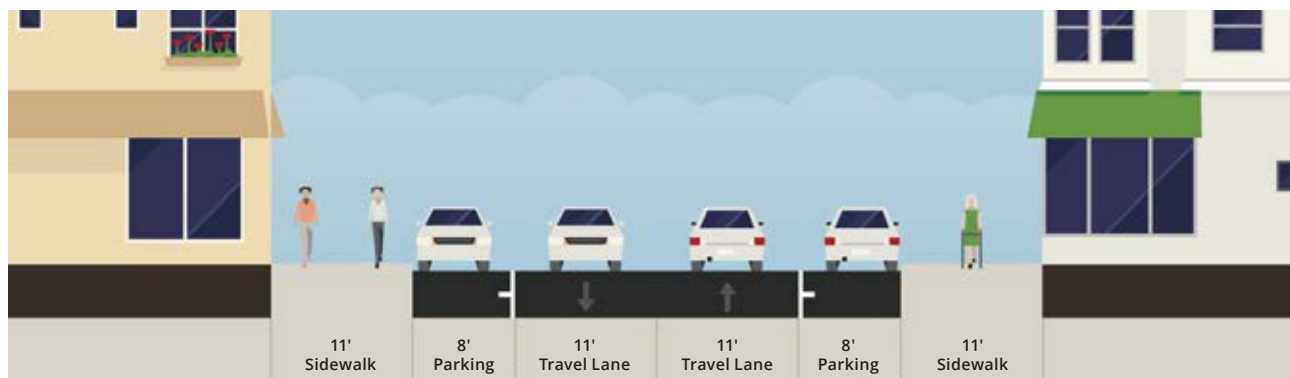 11'
Sidewalk
8'
Parking
11'
Travel Lane
11'
Travel Lane
8'
Parking
11'
Sidewalk